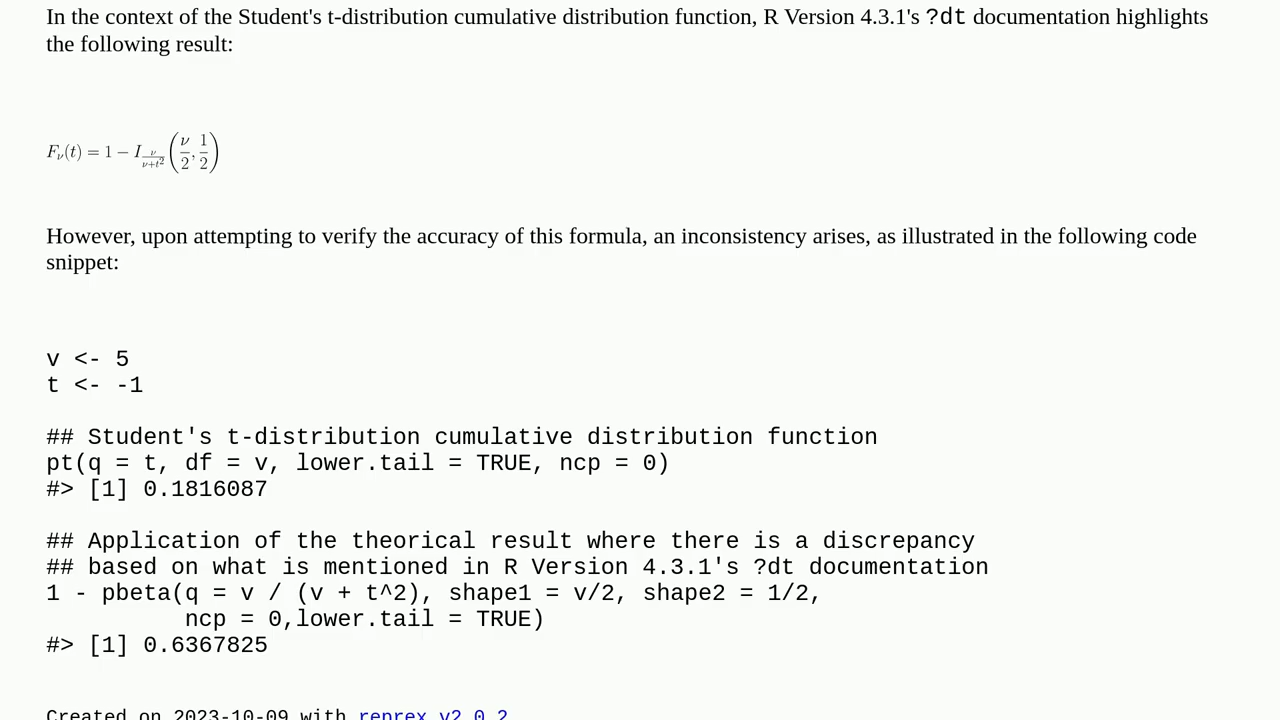 In the context of the Student's t-distribution cumulative distribution function, R Version 4.3.1's ?dt documentation highlights
the following result:
F_ν(t) = 1 − I_{ν/(ν+t²)}(ν/2, 1/2)
However, upon attempting to verify the accuracy of this formula, an inconsistency arises, as illustrated in the following code
snippet:
v <- 5
t <- -1
## Student's t-distribution cumulative distribution function
pt(q = t, df = v, lower.tail = TRUE, ncp = 0)
#> [1] 0.1816087
## Application of the theorical result where there is a discrepancy
## based on what is mentioned in R Version 4.3.1's ?dt documentation
1 - pbeta(q = v / (v + t^2), shape1 = v/2, shape2 = 1/2,
          ncp = 0,lower.tail = TRUE)
#> [1] 0.6367825
Created on 2023-10-09 with reprex v2.0.2